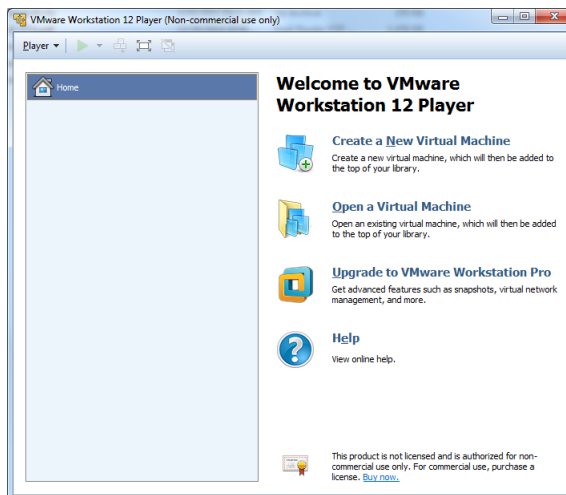 VMware Workstation 12 Player (Non-commercial use only)
Player
Home
Welcome to VMware
Workstation 12 Player
Create a New Virtual Machine
Create a new virtual machine, which will then be added to
the top of your library.
Open a Virtual Machine
Open an existing virtual machine, which will then be added
to the top of your library.
Upgrade to VMware Workstation Pro
Get advanced features such as snapshots, virtual network
management, and more.
Help
View online help.
This product is not licensed and is authorized for non-
commercial use only. For commercial use, purchase a
license. Buy now.